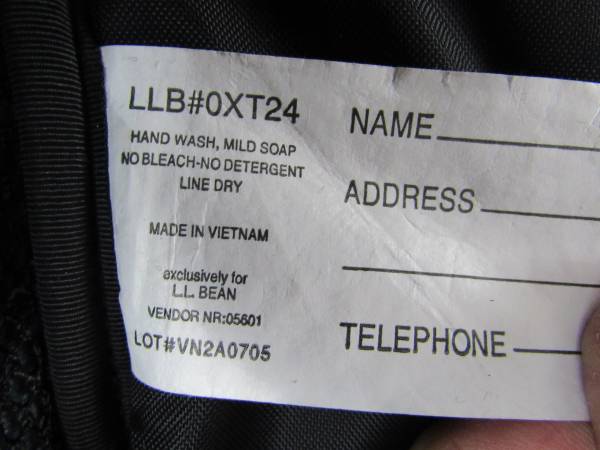 LLB#0XT24
HAND WASH, MILD SOAP
NO BLEACH-NO DETERGENT
LINE DRY
MADE IN VIETNAM
exclusively for
L.L. BEAN
VENDOR NR:05601
LOT#VN2A0705
NAME
ADDRESS
TELEPHONE